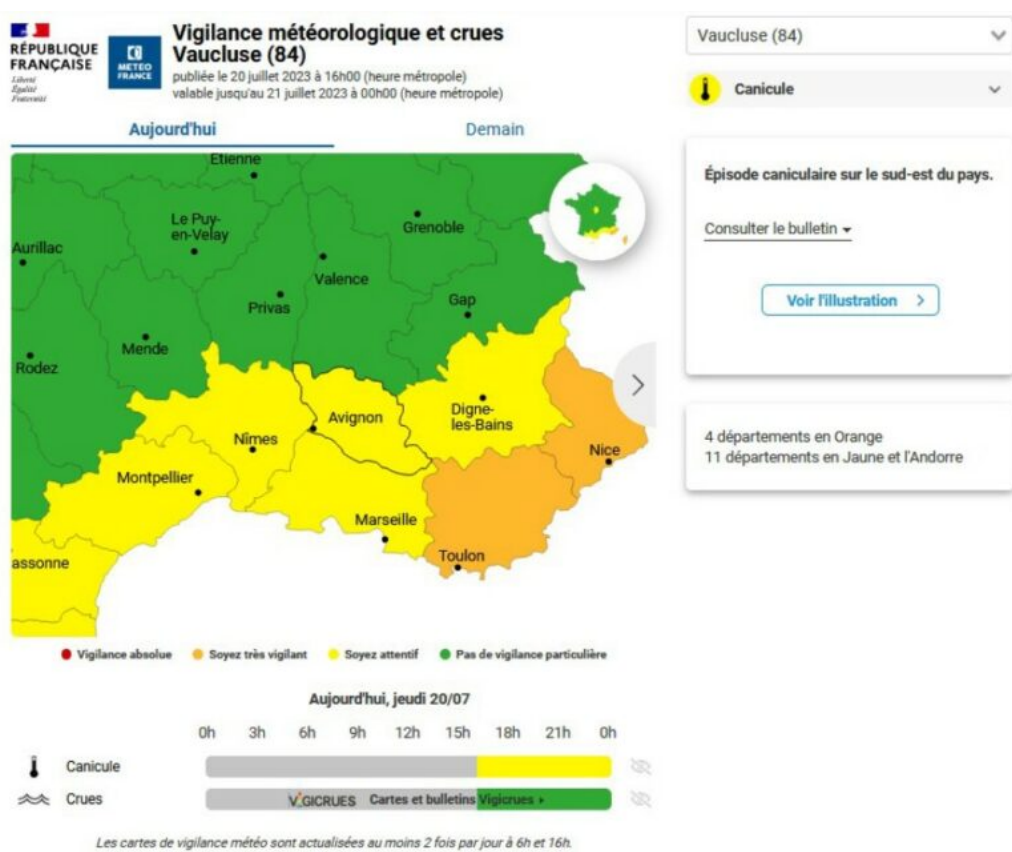 RÉPUBLIQUE
FRANÇAISE
Liberté
Égalité
Fraternité
METEO
FRANCE
Vigilance météorologique et crues
Vaucluse (84)
publiée le 20 juillet 2023 à 16h00 (heure métropole)
valable jusqu'au 21 juillet 2023 à 00h00 (heure métropole)
Vaucluse (84)
Canicule
Aujourd'hui
Demain
Etienne
Le Puy-
en-Velay
Grenoble
Aurillac
Valence
Privas
Gap
Mende
Rodez
Avignon
Digne-
les-Bains
Nîmes
Nice
Montpellier
Marseille
Toulon
assonne
Épisode caniculaire sur le sud-est du pays.
Consulter le bulletin
Voir l'illustration
4 départements en Orange
11 départements en Jaune et l'Andorre
Vigilance absolue Soyez très vigilant Soyez attentif Pas de vigilance particulière
Aujourd'hui, jeudi 20/07
0h 3h 6h 9h 12h 15h 18h 21h 0h
Canicule
Crues
VIGICRUES Cartes et bulletins Vigicrues
Les cartes de vigilance météo sont actualisées au moins 2 fois par jour à 6h et 16h.